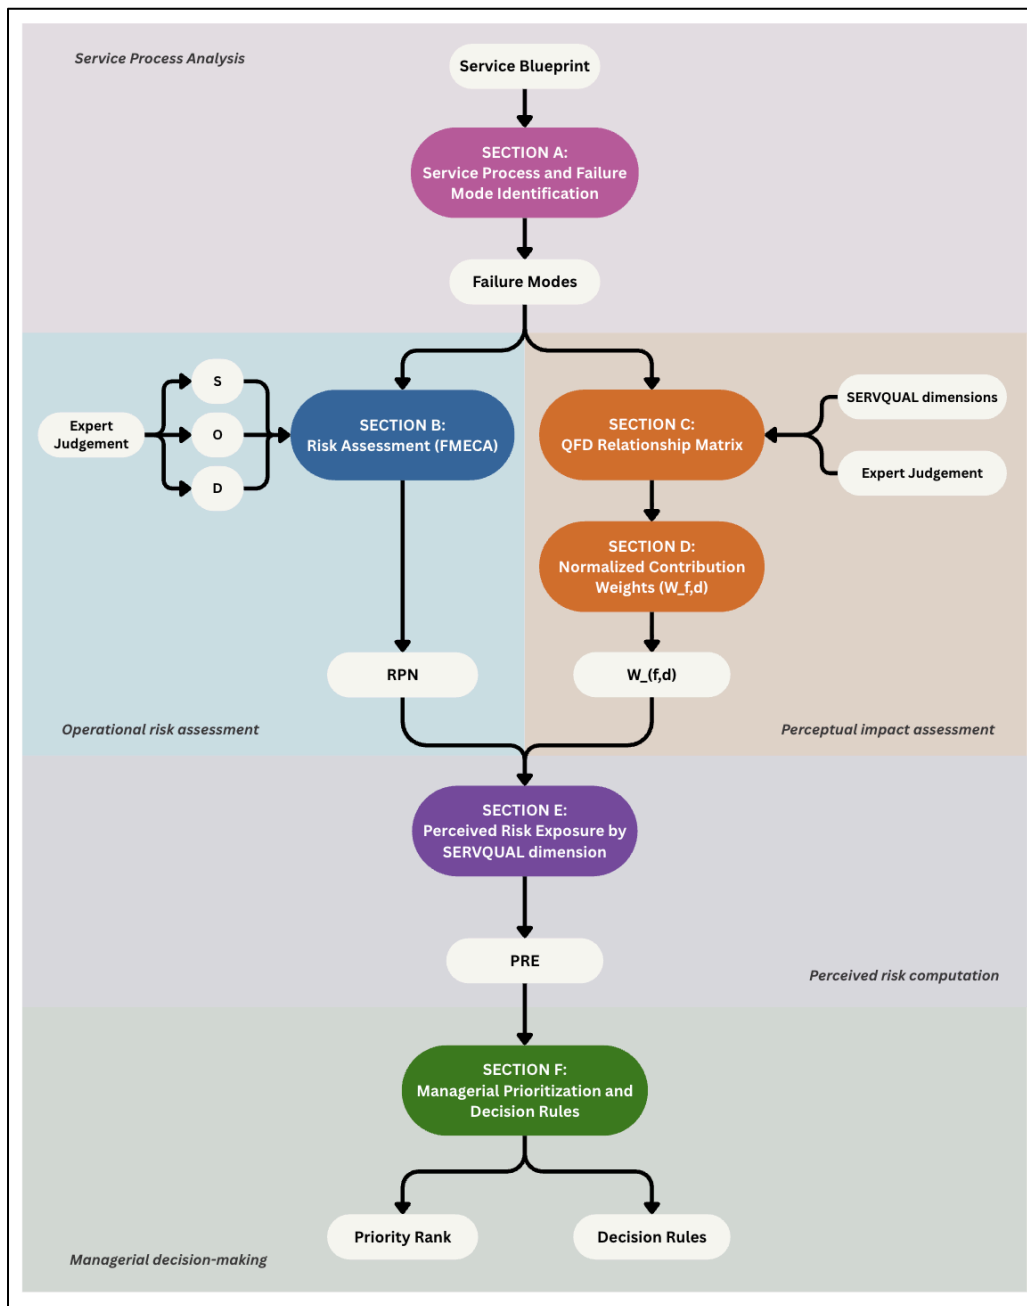 Service Process Analysis
Service Blueprint
SECTION A:
Service Process and Failure
Mode Identification
Failure Modes
S
O
D
Expert
Judgement
SECTION B:
Risk Assessment (FMECA)
SECTION C:
QFD Relationship Matrix
SERVQUAL dimensions
Expert Judgement
SECTION D:
Normalized Contribution
Weights (W_f,d)
RPN
W_(f,d)
Operational risk assessment
Perceptual impact assessment
SECTION E:
Perceived Risk Exposure by
SERVQUAL dimension
PRE
Perceived risk computation
SECTION F:
Managerial Prioritization and
Decision Rules
Priority Rank
Decision Rules
Managerial decision-making